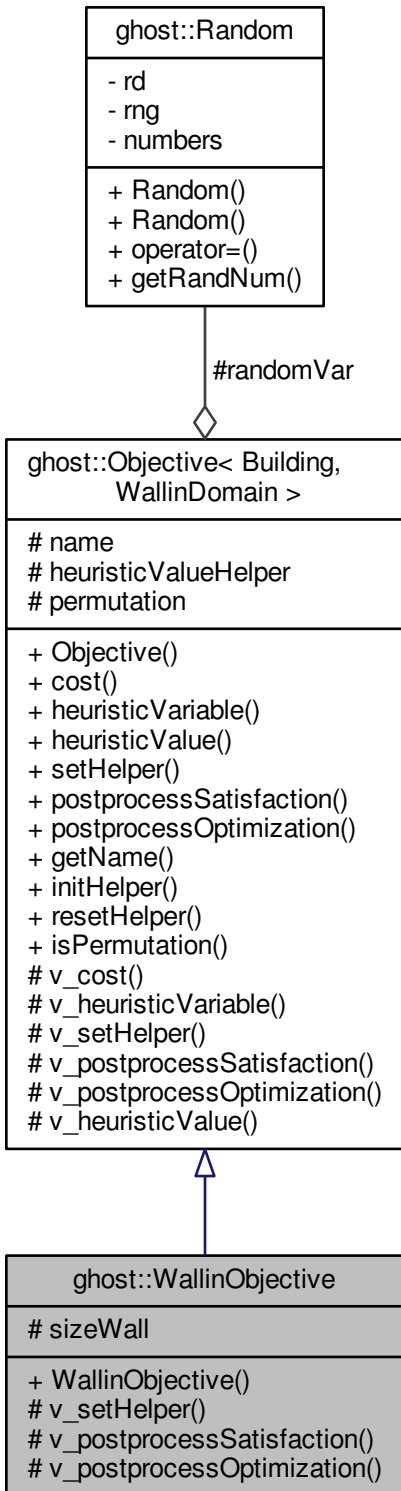 ghost::Random
- rd
- rng
- numbers
+ Random()
+ Random()
+ operator=()
+ getRandNum()
#randomVar
ghost::Objective< Building,
WallinDomain >
# name
# heuristicValueHelper
# permutation
+ Objective()
+ cost()
+ heuristicVariable()
+ heuristicValue()
+ setHelper()
+ postprocessSatisfaction()
+ postprocessOptimization()
+ getName()
+ initHelper()
+ resetHelper()
+ isPermutation()
# v_cost()
# v_heuristicVariable()
# v_setHelper()
# v_postprocessSatisfaction()
# v_postprocessOptimization()
# v_heuristicValue()
ghost::WallinObjective
# sizeWall
+ WallinObjective()
# v_setHelper()
# v_postprocessSatisfaction()
# v_postprocessOptimization()